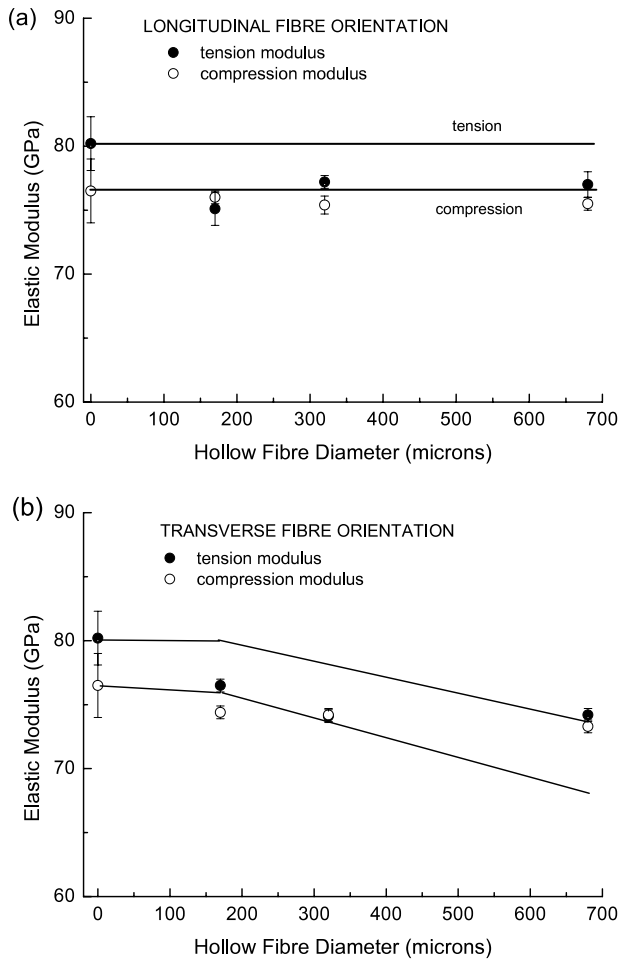 (a)
LONGITUDINAL FIBRE ORIENTATION
tension modulus
compression modulus
tension
compression
Elastic Modulus (GPa)
90
80
70
60
0 100 200 300 400 500 600 700
Hollow Fibre Diameter (microns)
(b)
TRANSVERSE FIBRE ORIENTATION
tension modulus
compression modulus
Elastic Modulus (GPa)
90
80
70
60
0 100 200 300 400 500 600 700
Hollow Fibre Diameter (microns)